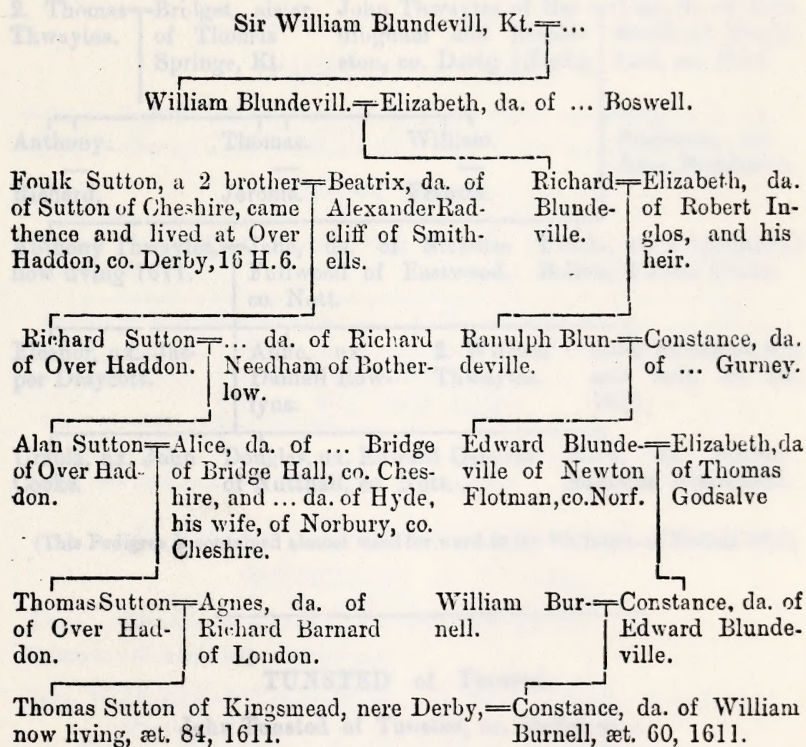 Sir William Blundevill, Kt.=...
William Blundevill.=Elizabeth, da. of ... Boswell.
Foulk Sutton, a 2 brother=Beatrix, da. of
of Sutton of Cheshire, came Alexander Rad-
thence and lived at Over cliff of Smith-
Haddon, co. Derby, 16 H. 6. ells.
Richard=Elizabeth, da.
Blunde- of Robert In-
ville. glos, and his
heir.
Richard Sutton=... da. of Richard
of Over Haddon. Needham of Bother-
low.
Ranulph Blun-=Constance, da.
deville. of ... Gurney.
Alan Sutton=Alice, da. of ... Bridge
of Over Had- of Bridge Hall, co. Ches-
don. hire, and ... da. of Hyde,
his wife, of Norbury, co.
Cheshire.
Edward Blunde-=Elizabeth, da
ville of Newton of Thomas
Flotman, co. Norf. Godsalve
Thomas Sutton=Agnes, da. of
of Over Had- Richard Barnard
don. of London.
William Bur-=Constance, da. of
nell. Edward Blunde-
ville.
Thomas Sutton of Kingsmead, nere Derby,=Constance, da. of William
now living, æt. 84, 1611. Burnell, æt. 60, 1611.